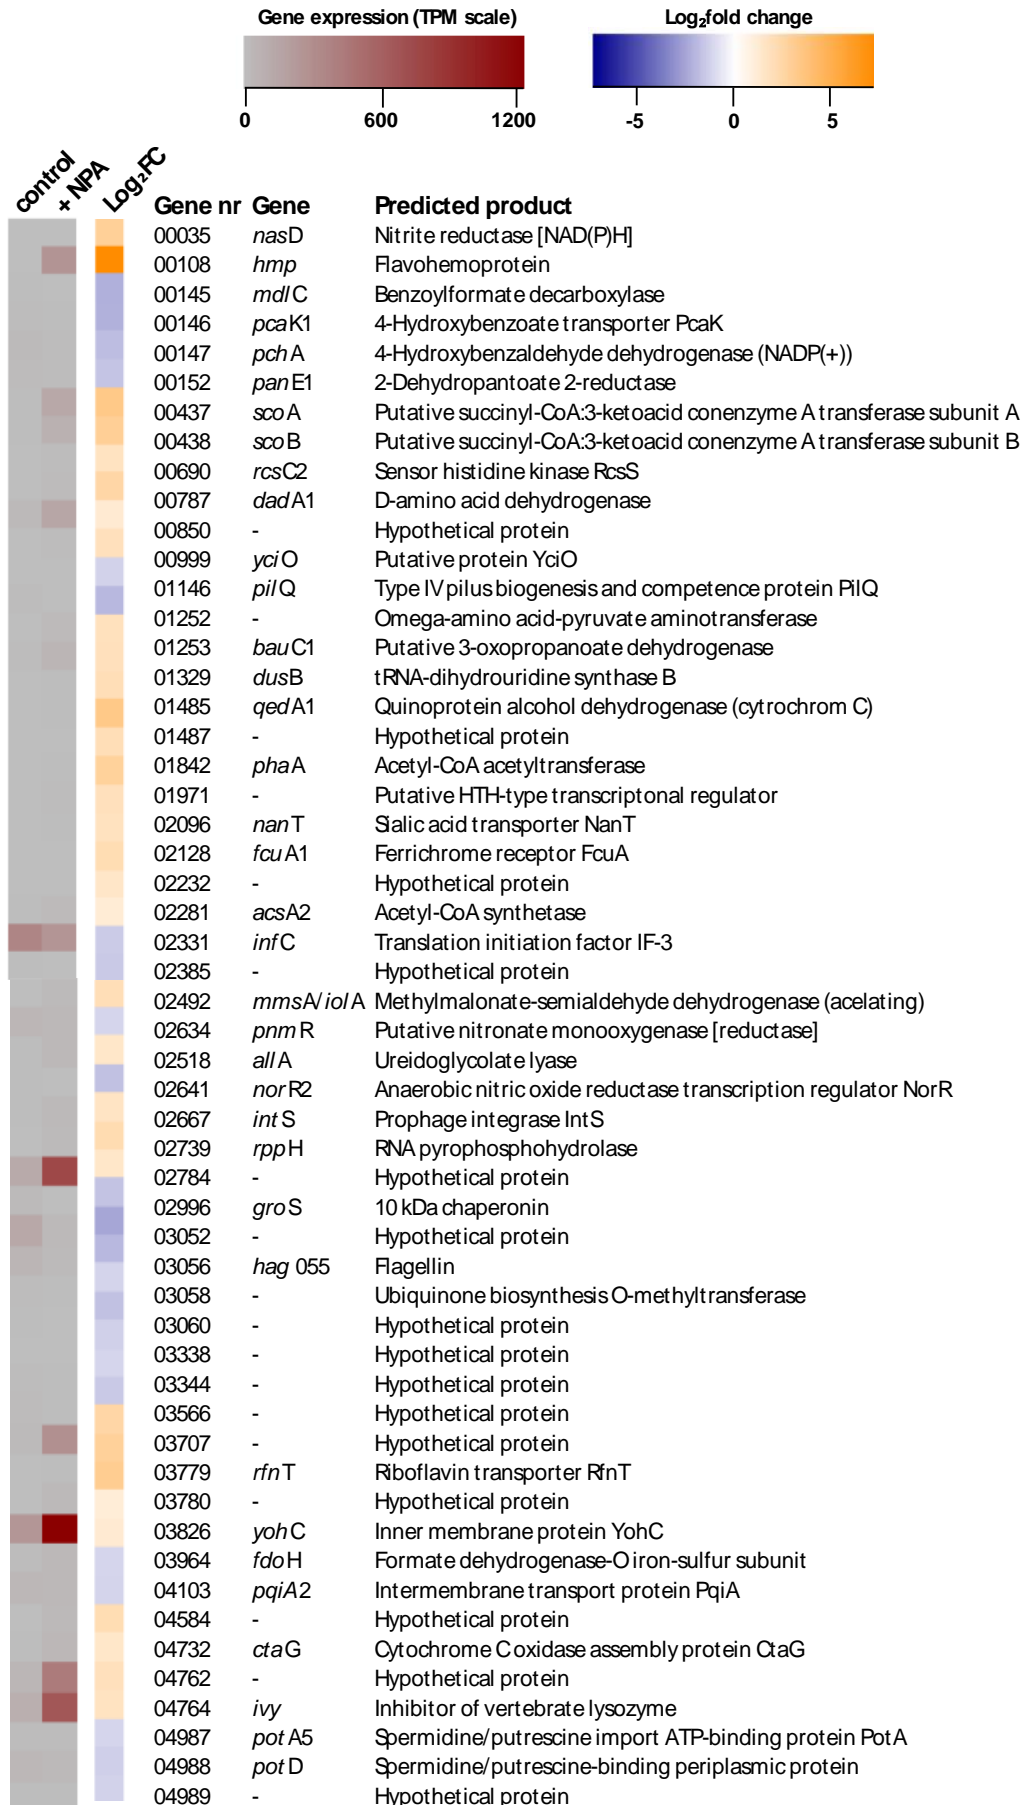 Gene expression (TPM scale) Log₂fold change
0 600 1200 -5 0 5
control + NPA Log₂FC
Gene nr Gene Predicted product
00035 nasD Nitrite reductase [NAD(P)H]
00108 hmp Flavohemoprotein
00145 mdlC Benzoylformate decarboxylase
00146 pcaK1 4-Hydroxybenzoate transporter PcaK
00147 pchA 4-Hydroxybenzaldehyde dehydrogenase (NADP(+))
00152 panE1 2-Dehydropantoate 2-reductase
00437 scoA Putative succinyl-CoA:3-ketoacid conenzyme A transferase subunit A
00438 scoB Putative succinyl-CoA:3-ketoacid conenzyme A transferase subunit B
00690 rcsC2 Sensor histidine kinase RcsS
00787 dadA1 D-amino acid dehydrogenase
00850 - Hypothetical protein
00999 yciO Putative protein YciO
01146 pilQ Type IV pilus biogenesis and competence protein PilQ
01252 - Omega-amino acid-pyruvate aminotransferase
01253 bauC1 Putative 3-oxopropanoate dehydrogenase
01329 dusB tRNA-dihydrouridine synthase B
01485 qedA1 Quinoprotein alcohol dehydrogenase (cytrochrom C)
01487 - Hypothetical protein
01842 phaA Acetyl-CoA acetyltransferase
01971 - Putative HTH-type transcriptonal regulator
02096 nanT Sialic acid transporter NanT
02128 fcuA1 Ferrichrome receptor FcuA
02232 - Hypothetical protein
02281 acsA2 Acetyl-CoA synthetase
02331 infC Translation initiation factor IF-3
02385 - Hypothetical protein
02492 mmsA/iolA Methylmalonate-semialdehyde dehydrogenase (acelating)
02634 pnmR Putative nitronate monooxygenase [reductase]
02518 allA Ureidoglycolate lyase
02641 norR2 Anaerobic nitric oxide reductase transcription regulator NorR
02667 intS Prophage integrase IntS
02739 rppH RNA pyrophosphohydrolase
02784 - Hypothetical protein
02996 groS 10 kDa chaperonin
03052 - Hypothetical protein
03056 hag 055 Flagellin
03058 - Ubiquinone biosynthesis O-methyltransferase
03060 - Hypothetical protein
03338 - Hypothetical protein
03344 - Hypothetical protein
03566 - Hypothetical protein
03707 - Hypothetical protein
03779 rfnT Riboflavin transporter RfnT
03780 - Hypothetical protein
03826 yohC Inner membrane protein YohC
03964 fdoH Formate dehydrogenase-O iron-sulfur subunit
04103 pqiA2 Intermembrane transport protein PqiA
04584 - Hypothetical protein
04732 ctaG Cytochrome C oxidase assembly protein CtaG
04762 - Hypothetical protein
04764 ivy Inhibitor of vertebrate lysozyme
04987 potA5 Spermidine/putrescine import ATP-binding protein PotA
04988 potD Spermidine/putrescine-binding periplasmic protein
04989 - Hypothetical protein